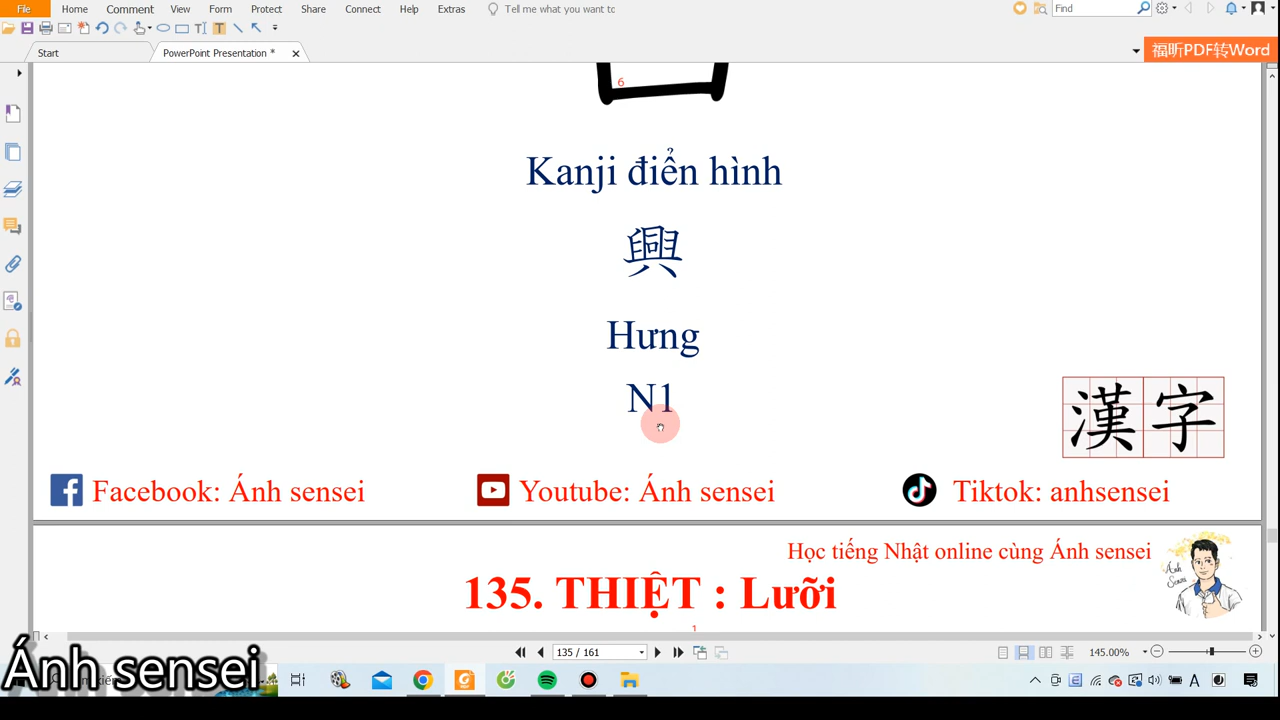 File Home Comment View Form Protect Share Connect Help Extras Tell me what you want to Find
Start PowerPoint Presentation * 福昕PDF转Word
6
Kanji điển hình
興
Hưng
N1
漢字
Facebook: Ánh sensei Youtube: Ánh sensei Tiktok: anhsensei
Học tiếng Nhật online cùng Ánh sensei
Ánh Sensei
135. THIỆT : Lưỡi
1
135 / 161 145.00%
Ánh sensei